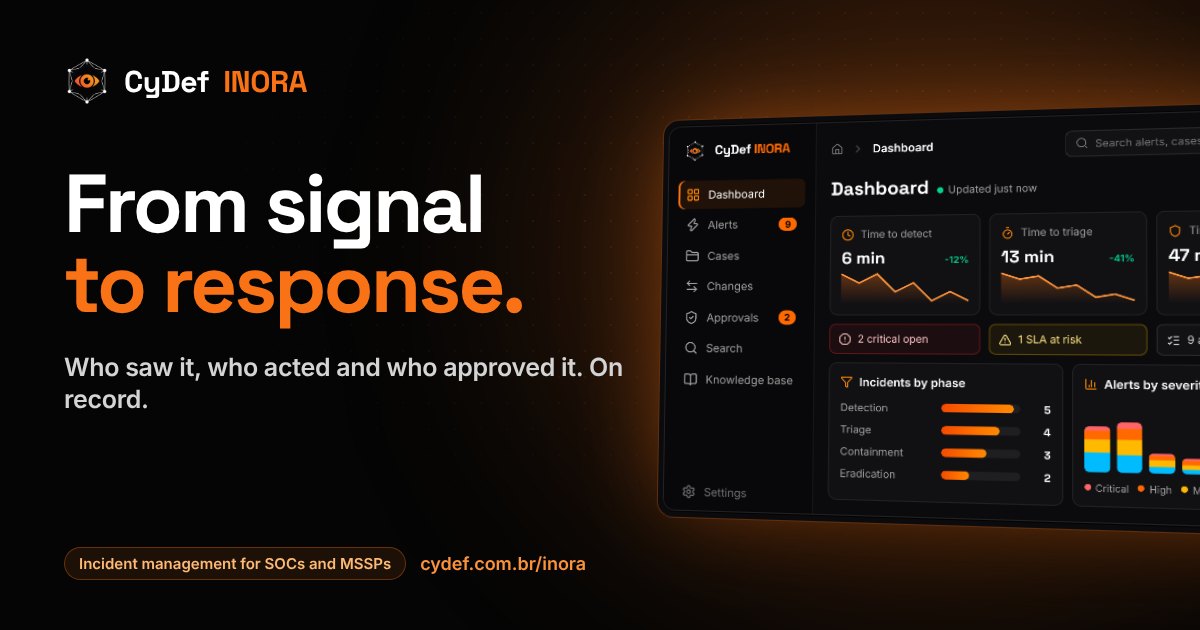 CyDef INORA
From signal
to response.
Who saw it, who acted and who approved it. On
record.
Incident management for SOCs and MSSPs
cydef.com.br/inora
CyDef INORA
Dashboard
Alerts 9
Cases
Changes
Approvals 2
Search
Knowledge base
Settings
Dashboard
Search alerts, cases
Dashboard Updated just now
Time to detect
6 min -12%
Time to triage
13 min -41%
47
2 critical open
1 SLA at risk
9
Incidents by phase
Detection 5
Triage 4
Containment 3
Eradication 2
Alerts by
Critical High